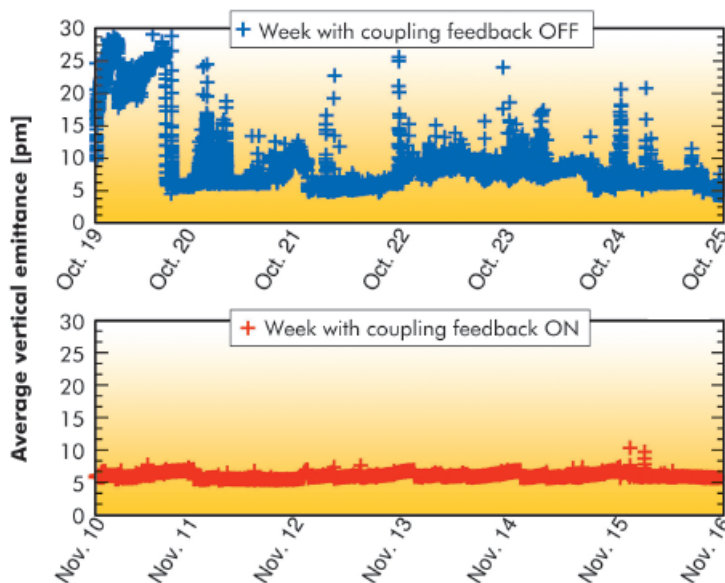 Average vertical emittance [pm]
+ Week with coupling feedback OFF
30
25
20
15
10
5
0
Oct. 19
Oct. 20
Oct. 21
Oct. 22
Oct. 23
Oct. 24
Oct. 25
+ Week with coupling feedback ON
30
25
20
15
10
5
0
Nov. 10
Nov. 11
Nov. 12
Nov. 13
Nov. 14
Nov. 15
Nov. 16